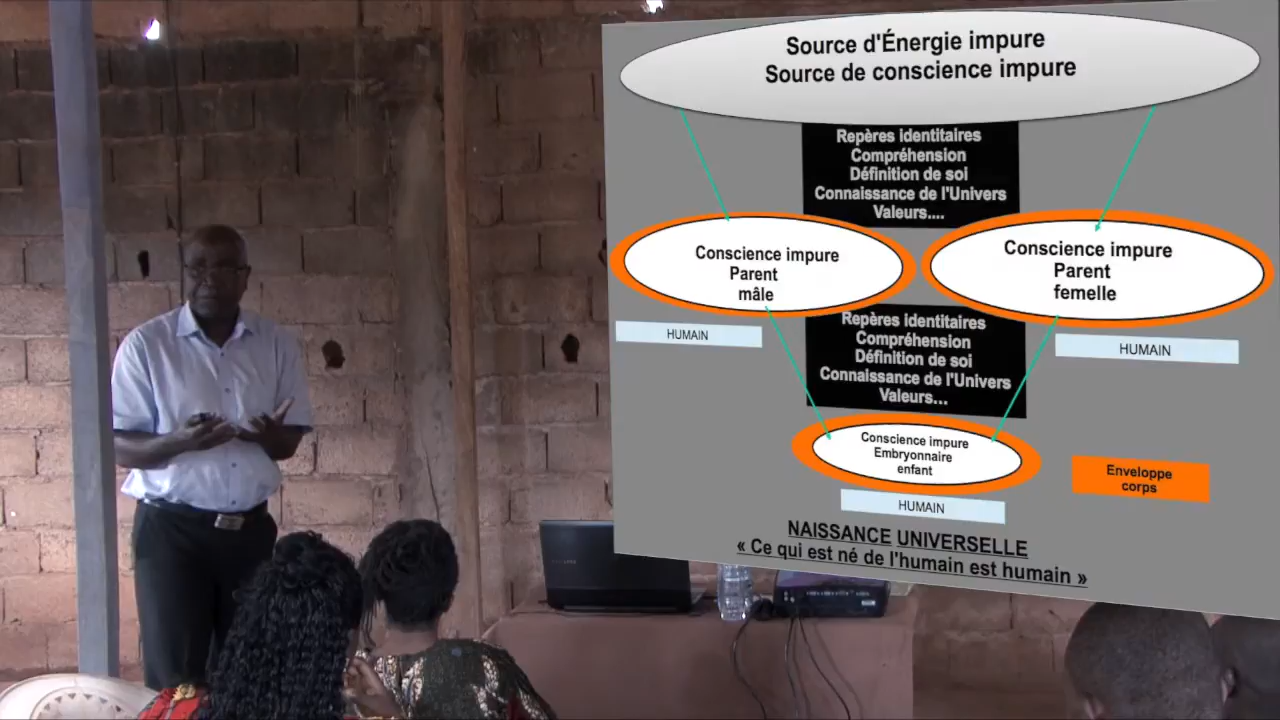 Source d'Énergie impure
Source de conscience impure
Repères identitaires
Compréhension
Définition de soi
Connaissance de l'Univers
Valeurs....
Conscience impure
Parent
mâle
Conscience impure
Parent
femelle
HUMAIN
HUMAIN
Repères identitaires
Compréhension
Définition de soi
Connaissance de l'Univers
Valeurs...
Conscience impure
Embryonnaire
enfant
Enveloppe
corps
HUMAIN
NAISSANCE UNIVERSELLE
« Ce qui est né de l'humain est humain »